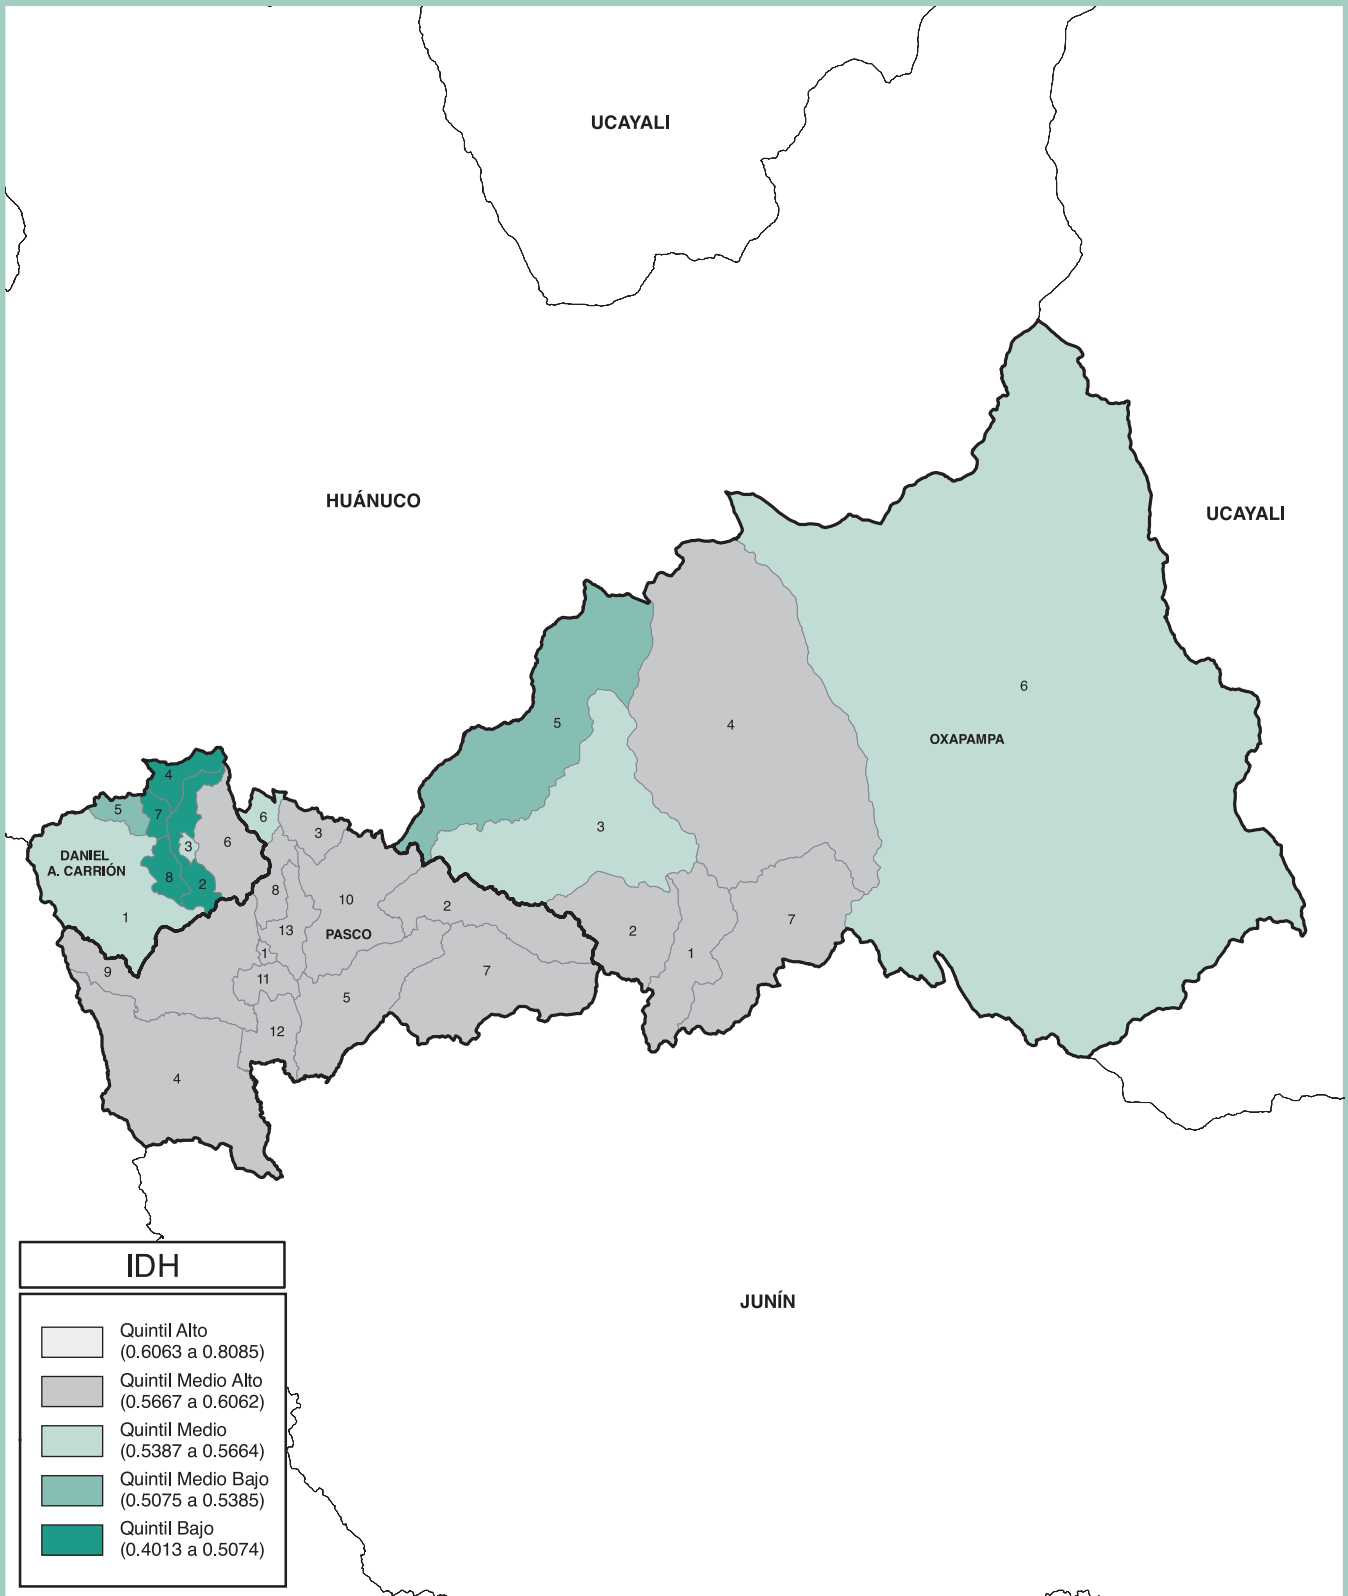 UCAYALI
HUÁNUCO
UCAYALI
6
OXAPAMPA
5
4
3
4
5
7
6
3
6
3
DANIEL
A. CARRIÓN
8
2
1
8
10
2
13
PASCO
2
7
1
1
9
11
7
5
12
4
JUNÍN
IDH
Quintil Alto
(0.6063 a 0.8085)
Quintil Medio Alto
(0.5667 a 0.6062)
Quintil Medio
(0.5387 a 0.5664)
Quintil Medio Bajo
(0.5075 a 0.5385)
Quintil Bajo
(0.4013 a 0.5074)